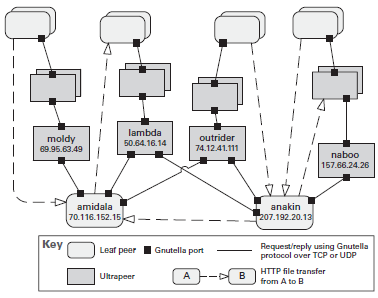 moldy
69.95.63.49
lambda
50.64.16.14
outrider
74.12.41.111
naboo
157.66.24.26
amidala
70.116.152.15
anakin
207.192.20.13
Key
Leaf peer
Gnutella port
Request/reply using Gnutella
protocol over TCP or UDP
Ultrapeer
A
B
HTTP file transfer
from A to B